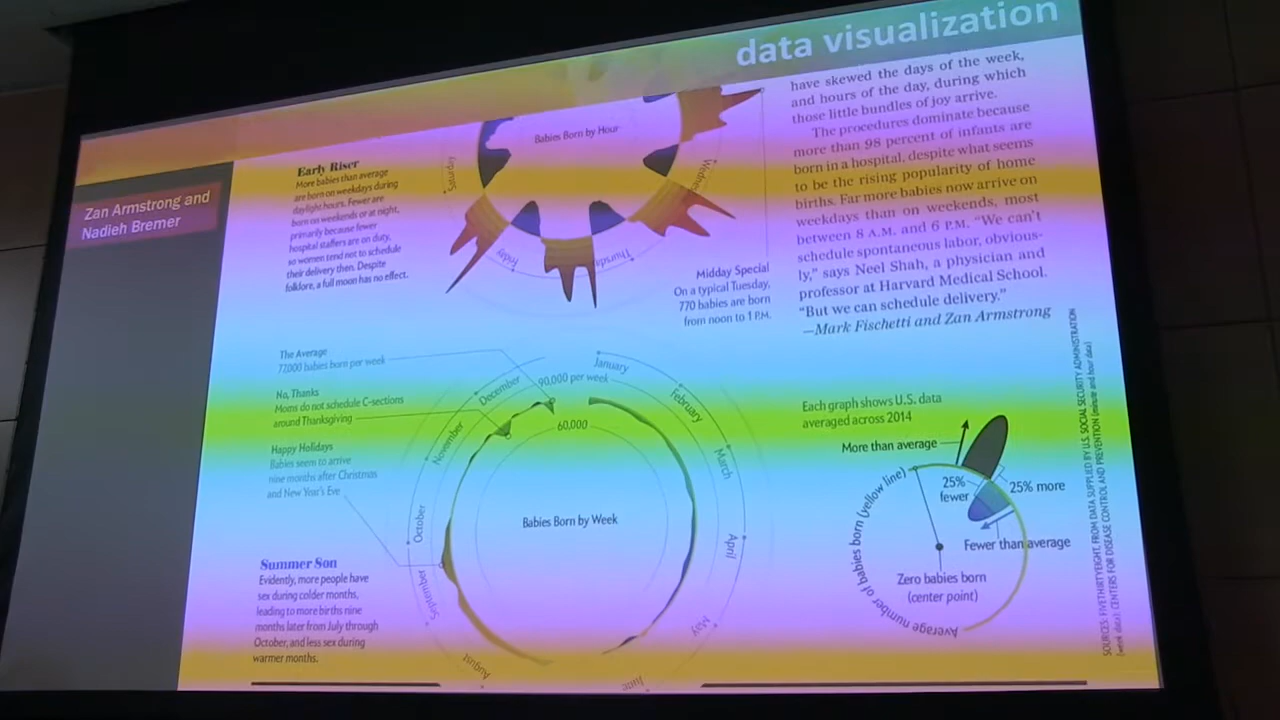 data visualization
Zan Armstrong and
Nadieh Bremer
Babies Born by Hour
Early Riser
More babies than average
are born on weekdays during
daylight hours. Fewer are
born on weekends or at night,
primarily because fewer
hospital staffers are on duty,
so women tend not to schedule
their delivery then. Despite
folklore, a full moon has no effect.
Saturday
Friday
Thursday
Wednes
Midday Special
On a typical Tuesday,
770 babies are born
from noon to 1 P.M.
have skewed the days of the week,
and hours of the day, during which
those little bundles of joy arrive.
The procedures dominate because
more than 98 percent of infants are
born in a hospital, despite what seems
to be the rising popularity of home
births. Far more babies now arrive on
weekdays than on weekends, most
between 8 A.M. and 6 P.M. “We can’t
schedule spontaneous labor, obvious-
ly,” says Neel Shah, a physician and
professor at Harvard Medical School.
“But we can schedule delivery.”
—Mark Fischetti and Zan Armstrong
The Average
77,000 babies born per week
No, Thanks
Moms do not schedule C-sections
around Thanksgiving
Happy Holidays
Babies seem to arrive
nine months after Christmas
and New Year’s Eve
Summer Son
Evidently, more people have
sex during colder months,
leading to more births nine
months later from July through
October, and less sex during
warmer months.
90,000 per week
60,000
Babies Born by Week
January
February
March
April
May
June
August
September
October
November
December
Each graph shows U.S. data
averaged across 2014
More than average
25%
fewer
25% more
Fewer than average
Zero babies born
(center point)
Average number of babies born (yellow line)
SOURCES: FIVETHIRTYEIGHT, FROM DATA SUPPLIED BY U.S. SOCIAL SECURITY ADMINISTRATION
(week data); CENTERS FOR DISEASE CONTROL AND PREVENTION (minute and hour data)